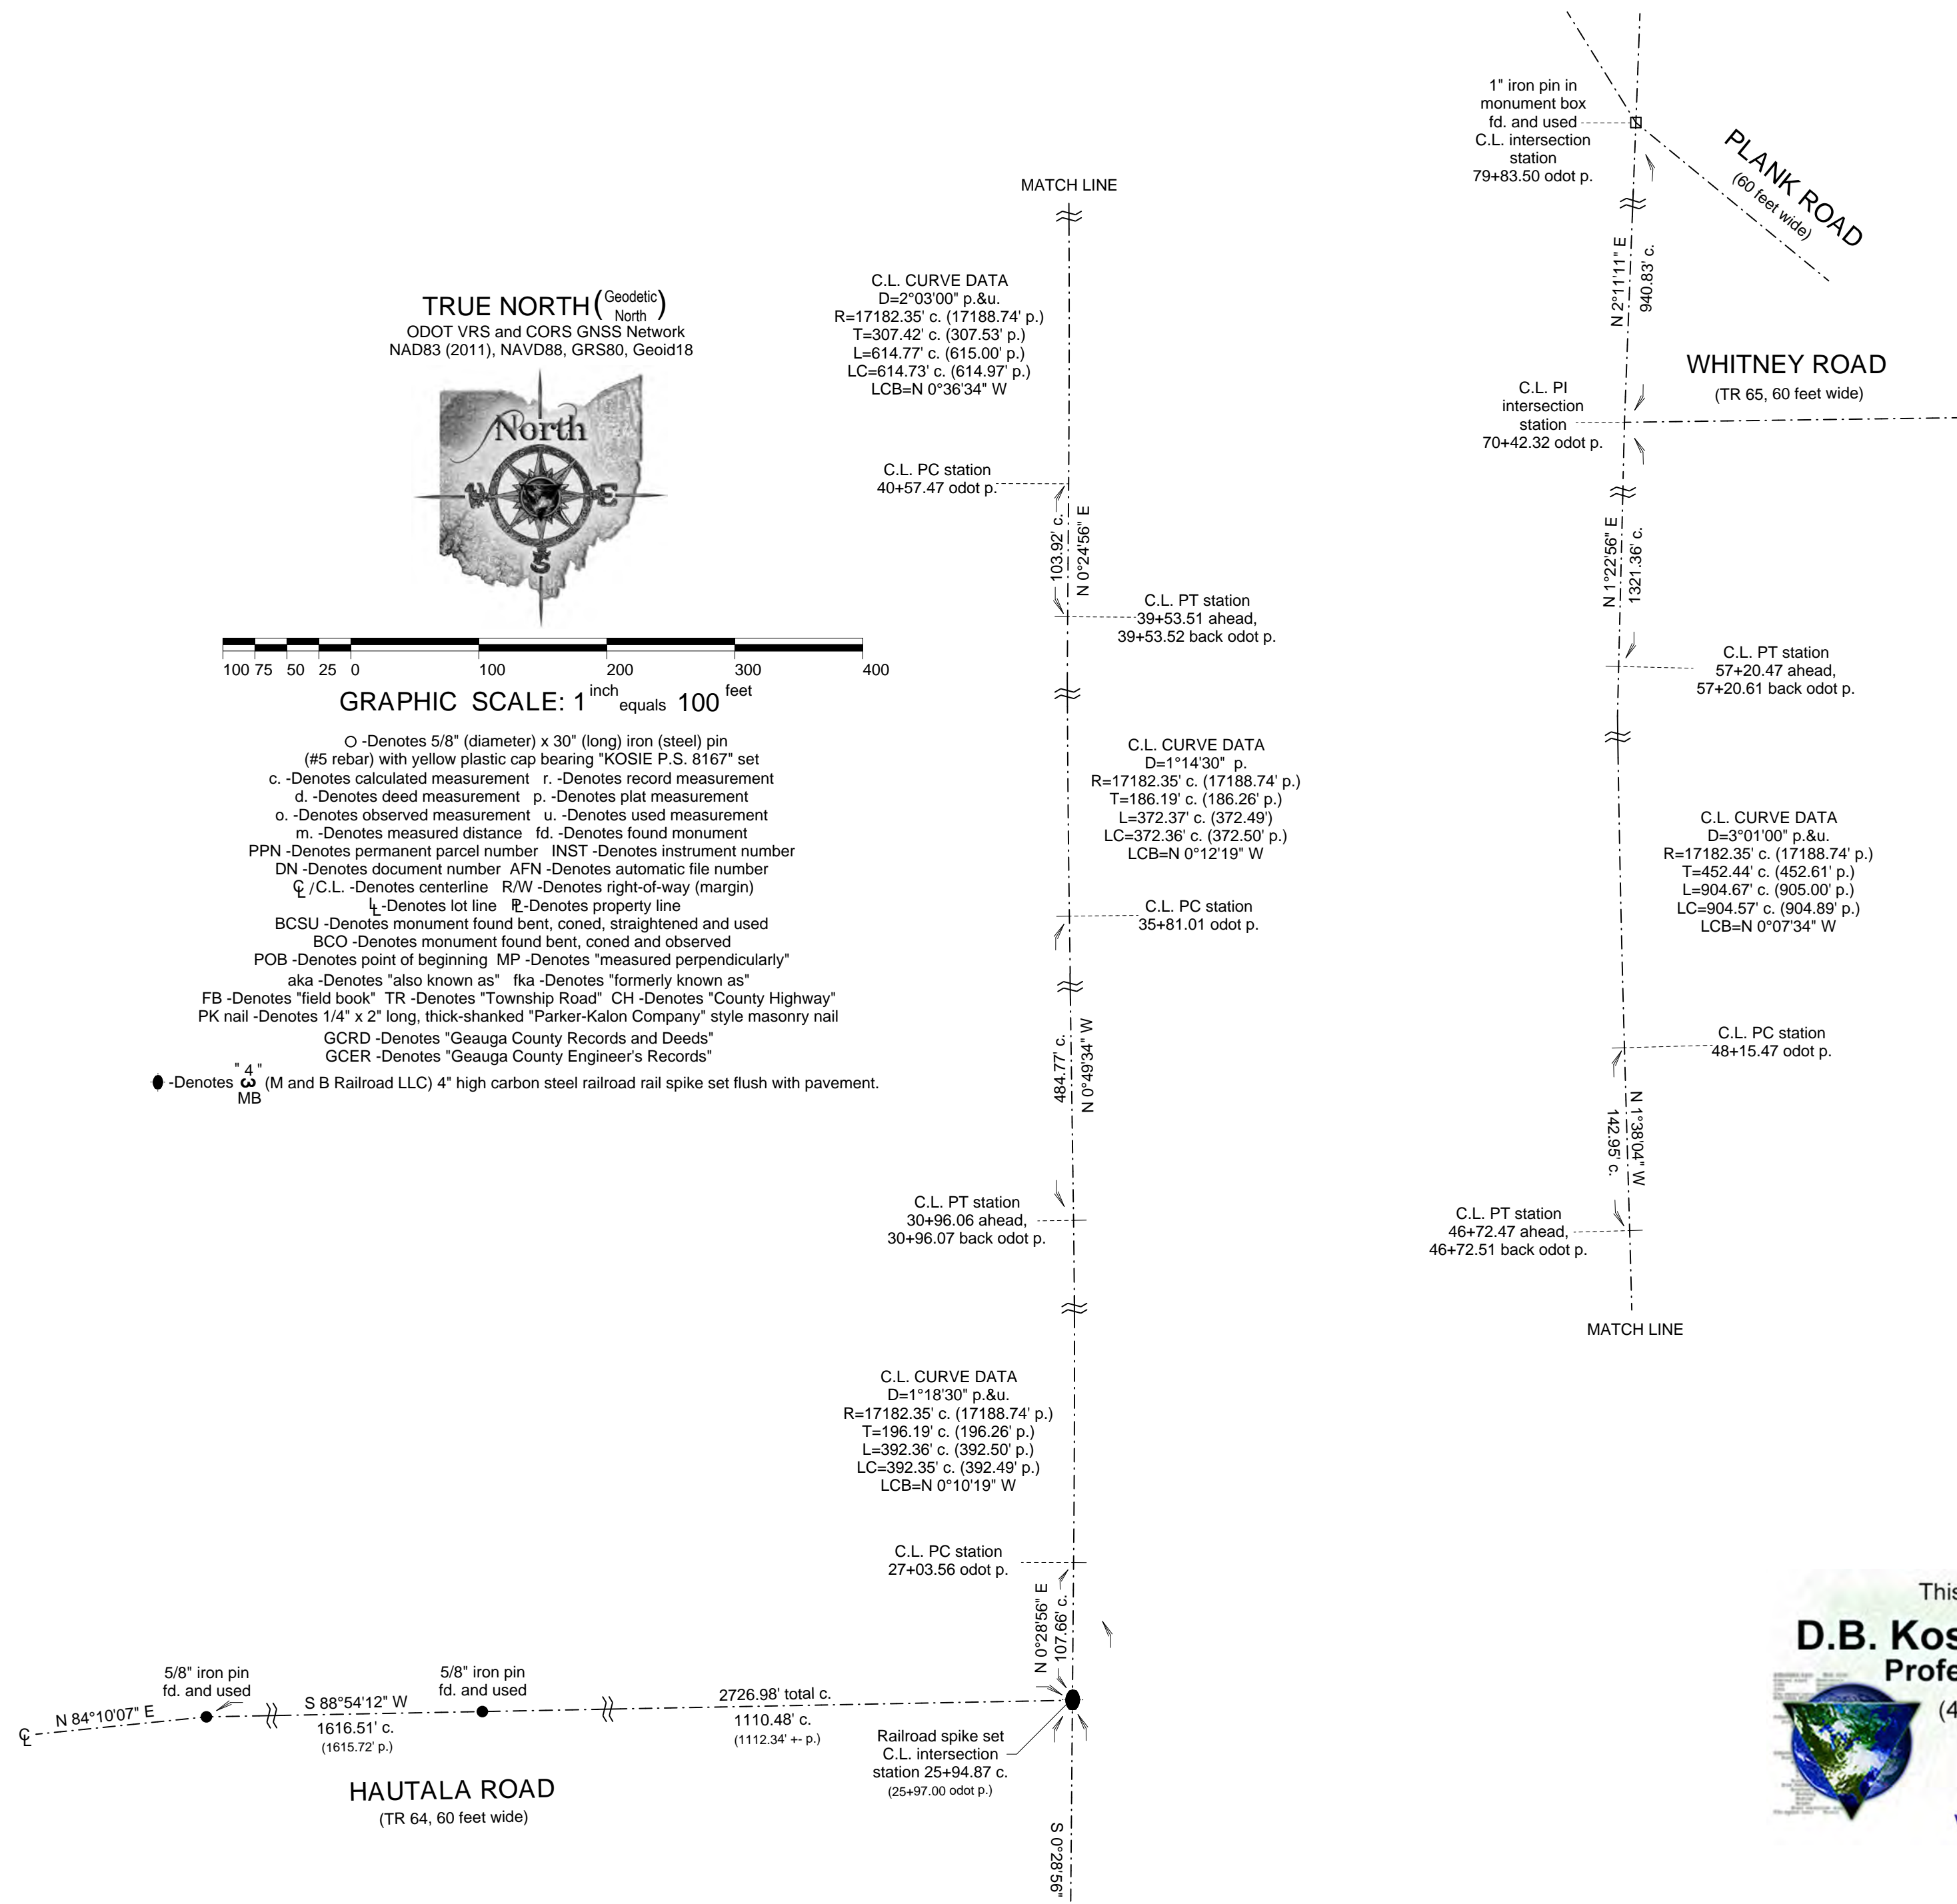 TRUE NORTH (Geodetic North)
ODOT VRS and CORS GNSS Network
NAD83 (2011), NAVD88, GRS80, Geoid18
North
E
S
100 75 50 25 0 100 200 300 400
GRAPHIC SCALE: 1 inch equals 100 feet
-Denotes 5/8" (diameter) x 30" (long) iron (steel) pin
(#5 rebar) with yellow plastic cap bearing "KOSIE P.S. 8167" set
c. -Denotes calculated measurement r. -Denotes record measurement
d. -Denotes deed measurement p. -Denotes plat measurement
o. -Denotes observed measurement u. -Denotes used measurement
m. -Denotes measured distance fd. -Denotes found monument
PPN -Denotes permanent parcel number INST -Denotes instrument number
DN -Denotes document number AFN -Denotes automatic file number
℄ /C.L. -Denotes centerline R/W -Denotes right-of-way (margin)
LL -Denotes lot line PL -Denotes property line
BCSU -Denotes monument found bent, coned, straightened and used
BCO -Denotes monument found bent, coned and observed
POB -Denotes point of beginning MP -Denotes "measured perpendicularly"
aka -Denotes "also known as" fka -Denotes "formerly known as"
FB -Denotes "field book" TR -Denotes "Township Road" CH -Denotes "County Highway"
PK nail -Denotes 1/4" x 2" long, thick-shanked "Parker-Kalon Company" style masonry nail
GCRD -Denotes "Geauga County Records and Deeds"
GCER -Denotes "Geauga County Engineer's Records"
" 4 "
-Denotes ω (M and B Railroad LLC) 4" high carbon steel railroad rail spike set flush with pavement.
MB
MATCH LINE
C.L. CURVE DATA
D=2°03'00" p.&u.
R=17182.35' c. (17188.74' p.)
T=307.42' c. (307.53' p.)
L=614.77' c. (615.00' p.)
LC=614.73' c. (614.97' p.)
LCB=N 0°36'34" W
C.L. PC station
40+57.47 odot p.
103.92' c.
N 0°24'56" E
C.L. PT station
39+53.51 ahead,
39+53.52 back odot p.
C.L. CURVE DATA
D=1°14'30" p.
R=17182.35' c. (17188.74' p.)
T=186.19' c. (186.26' p.)
L=372.37' c. (372.49')
LC=372.36' c. (372.50' p.)
LCB=N 0°12'19" W
C.L. PC station
35+81.01 odot p.
484.77' c.
N 0°49'34" W
C.L. PT station
30+96.06 ahead,
30+96.07 back odot p.
C.L. CURVE DATA
D=1°18'30" p.&u.
R=17182.35' c. (17188.74' p.)
T=196.19' c. (196.26' p.)
L=392.36' c. (392.50' p.)
LC=392.35' c. (392.49' p.)
LCB=N 0°10'19" W
C.L. PC station
27+03.56 odot p.
N 0°28'56" E
107.66' c.
℄
N 84°10'07" E
5/8" iron pin
fd. and used
S 88°54'12" W
1616.51' c.
(1615.72' p.)
5/8" iron pin
fd. and used
2726.98' total c.
1110.48' c.
(1112.34' +- p.)
Railroad spike set
C.L. intersection
station 25+94.87 c.
(25+97.00 odot p.)
HAUTALA ROAD
(TR 64, 60 feet wide)
S 0°28'56"
1" iron pin in
monument box
fd. and used
C.L. intersection
station
79+83.50 odot p.
PLANK ROAD
(60 feet wide)
N 2°11'11" E
940.83' c.
WHITNEY ROAD
(TR 65, 60 feet wide)
C.L. PI
intersection
station
70+42.32 odot p.
N 1°22'56" E
1321.36' c.
C.L. PT station
57+20.47 ahead,
57+20.61 back odot p.
C.L. CURVE DATA
D=3°01'00" p.&u.
R=17182.35' c. (17188.74' p.)
T=452.44' c. (452.61' p.)
L=904.67' c. (905.00' p.)
LC=904.57' c. (904.89' p.)
LCB=N 0°07'34" W
C.L. PC station
48+15.47 odot p.
N 1°38'04" W
142.95' c.
C.L. PT station
46+72.47 ahead,
46+72.51 back odot p.
MATCH LINE
This
D.B. Kos
Profe
(4